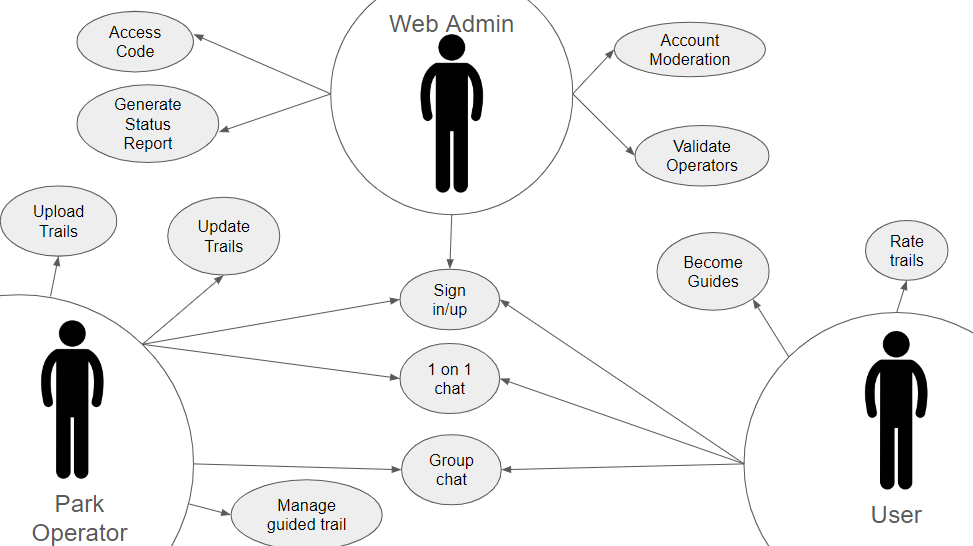 Web Admin
Access
Code
Account
Moderation
Generate
Status
Report
Validate
Operators
Upload
Trails
Update
Trails
Rate
trails
Become
Guides
Sign
in/up
1 on 1
chat
Group
chat
Park
Operator
Manage
guided trail
User